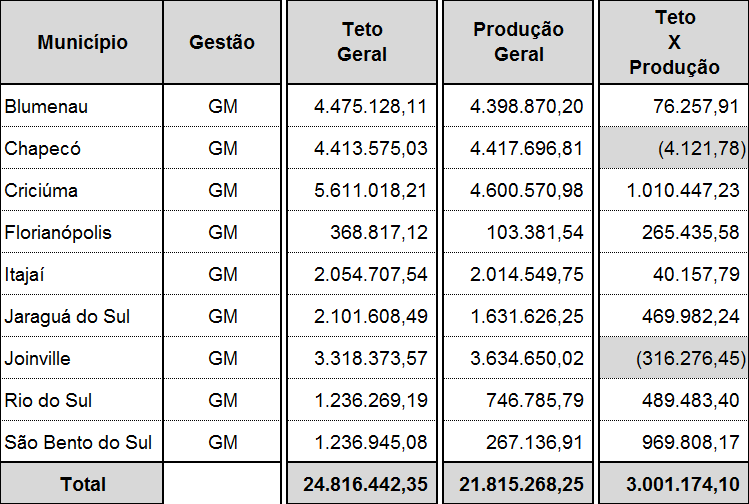 Município Gestão Teto Geral Produção Geral Teto X Produção
Blumenau GM 4.475.128,11 4.398.870,20 76.257,91
Chapecó GM 4.413.575,03 4.417.696,81 (4.121,78)
Criciúma GM 5.611.018,21 4.600.570,98 1.010.447,23
Florianópolis GM 368.817,12 103.381,54 265.435,58
Itajaí GM 2.054.707,54 2.014.549,75 40.157,79
Jaraguá do Sul GM 2.101.608,49 1.631.626,25 469.982,24
Joinville GM 3.318.373,57 3.634.650,02 (316.276,45)
Rio do Sul GM 1.236.269,19 746.785,79 489.483,40
São Bento do Sul GM 1.236.945,08 267.136,91 969.808,17
Total 24.816.442,35 21.815.268,25 3.001.174,10